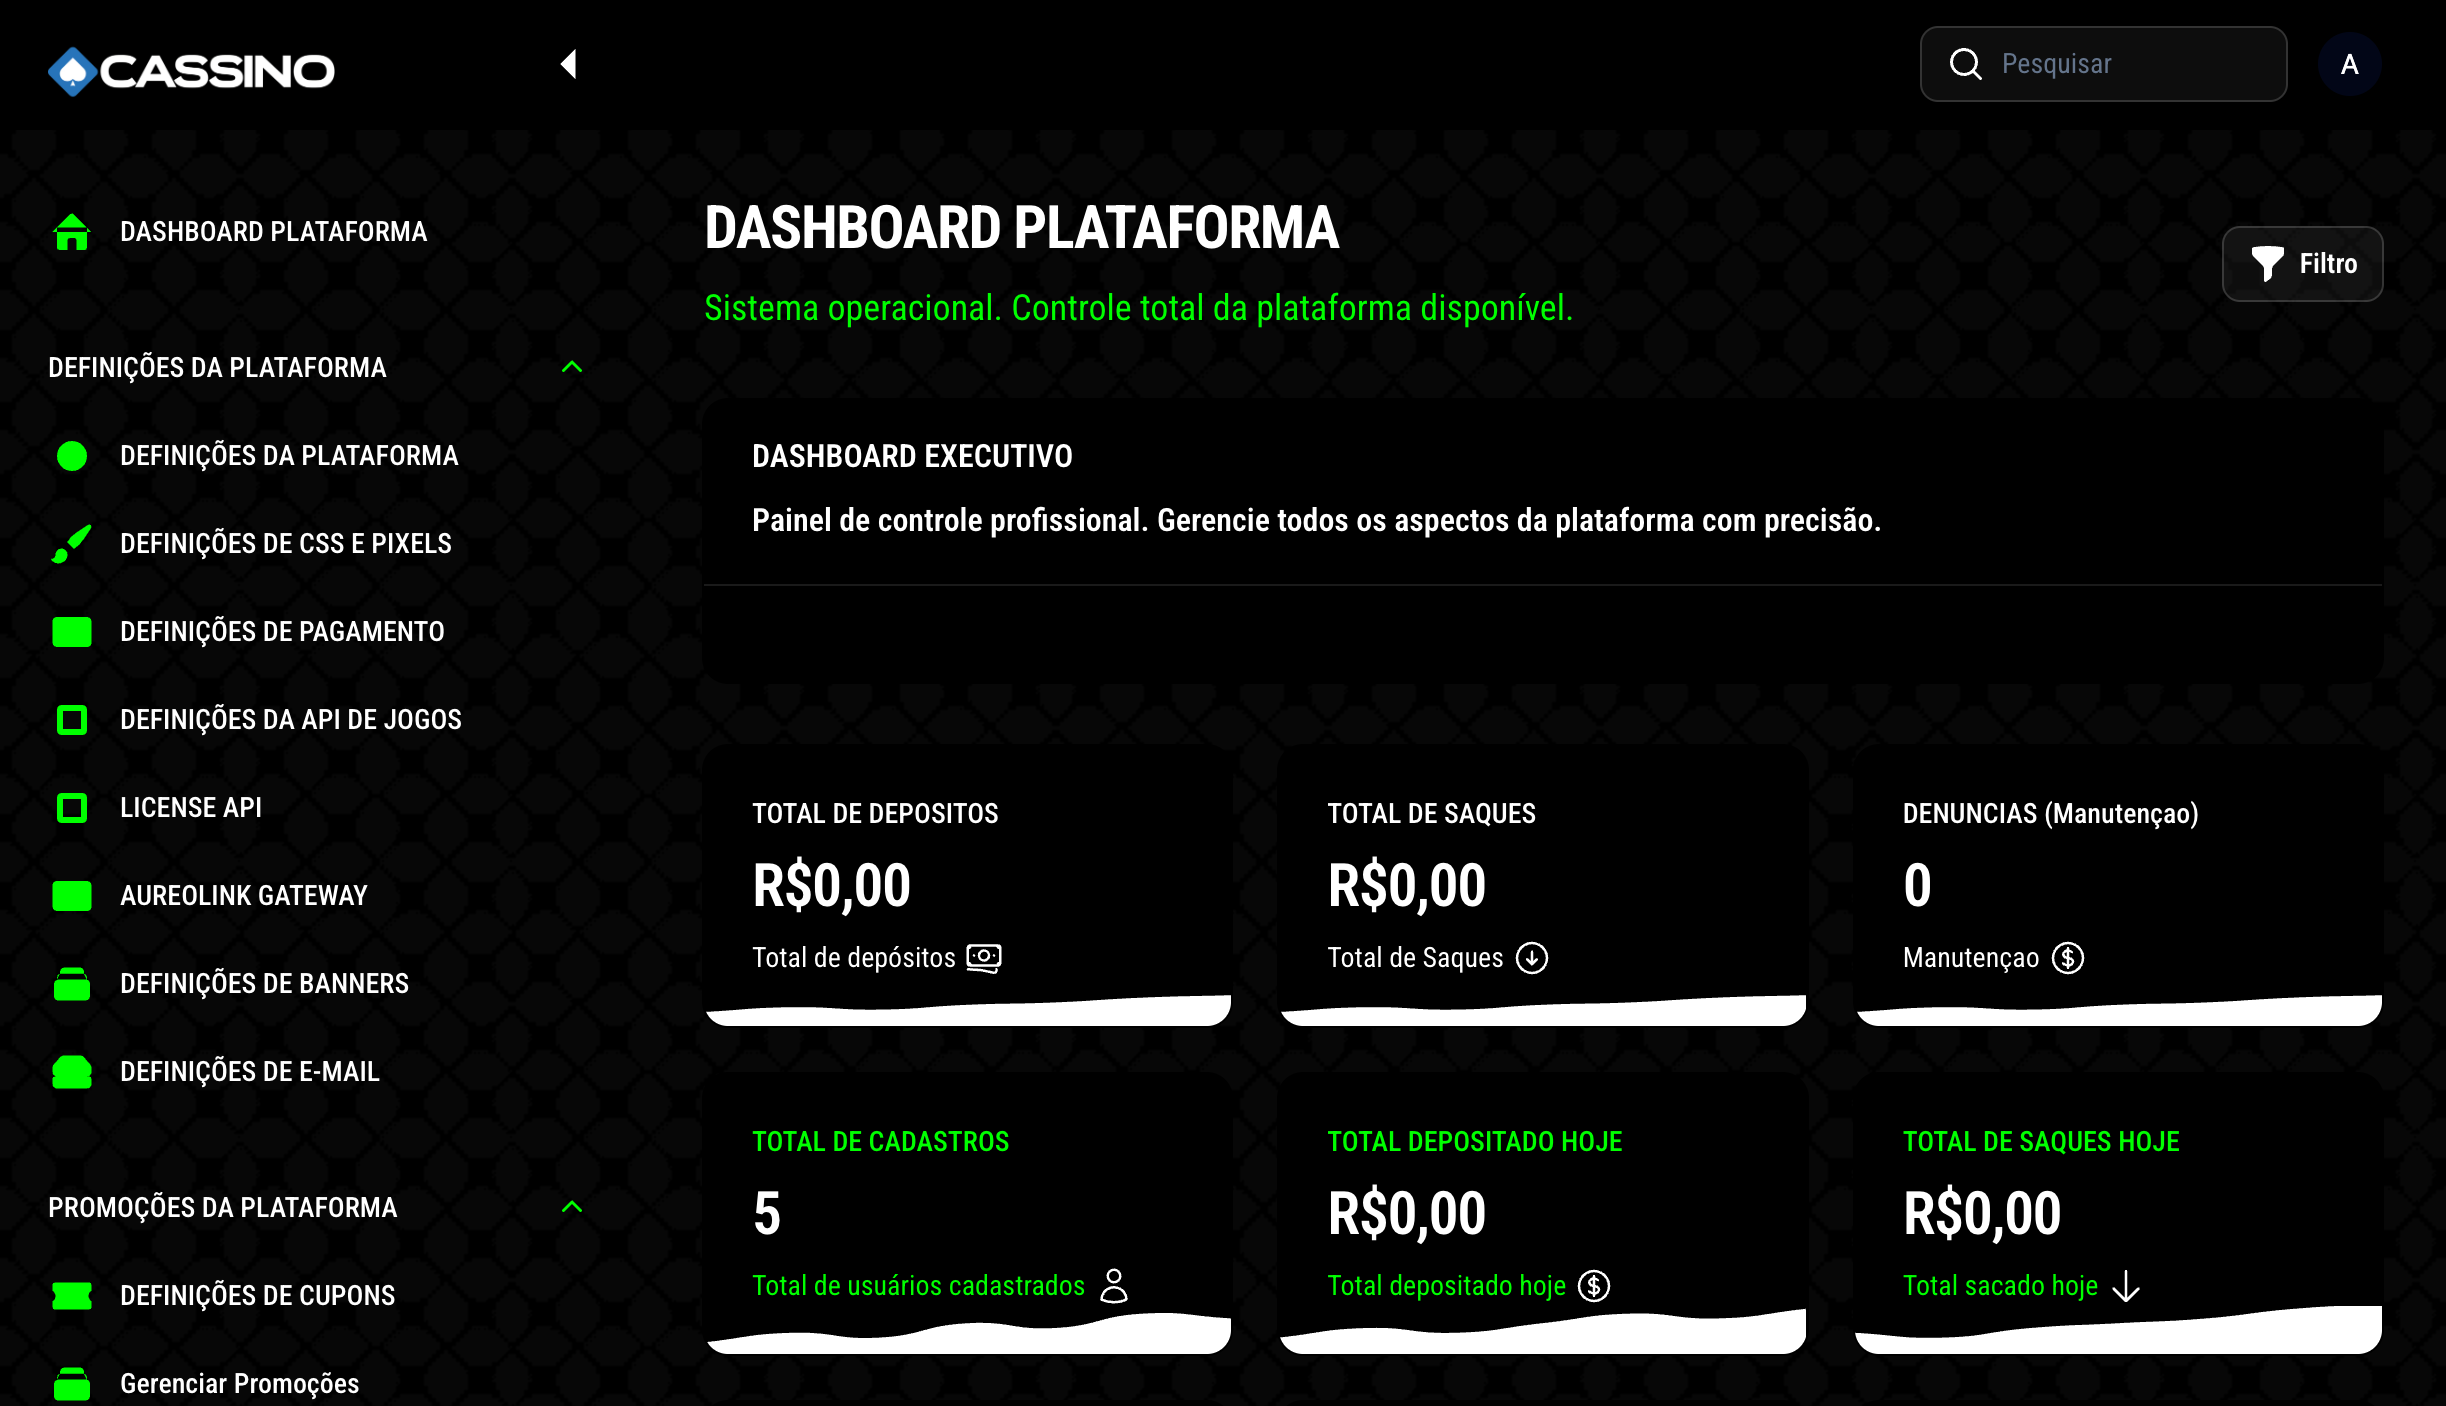 CASSINO
Pesquisar
A
DASHBOARD PLATAFORMA
DEFINIÇÕES DA PLATAFORMA
DEFINIÇÕES DA PLATAFORMA
DEFINIÇÕES DE CSS E PIXELS
DEFINIÇÕES DE PAGAMENTO
DEFINIÇÕES DA API DE JOGOS
LICENSE API
AUREOLINK GATEWAY
DEFINIÇÕES DE BANNERS
DEFINIÇÕES DE E-MAIL
PROMOÇÕES DA PLATAFORMA
DEFINIÇÕES DE CUPONS
Gerenciar Promoções
DASHBOARD PLATAFORMA
Sistema operacional. Controle total da plataforma disponível.
Filtro
DASHBOARD EXECUTIVO
Painel de controle profissional. Gerencie todos os aspectos da plataforma com precisão.
TOTAL DE DEPOSITOS
R$0,00
Total de depósitos
TOTAL DE SAQUES
R$0,00
Total de Saques
DENUNCIAS (Manutençao)
0
Manutençao
TOTAL DE CADASTROS
5
Total de usuários cadastrados
TOTAL DEPOSITADO HOJE
R$0,00
Total depositado hoje
TOTAL DE SAQUES HOJE
R$0,00
Total sacado hoje